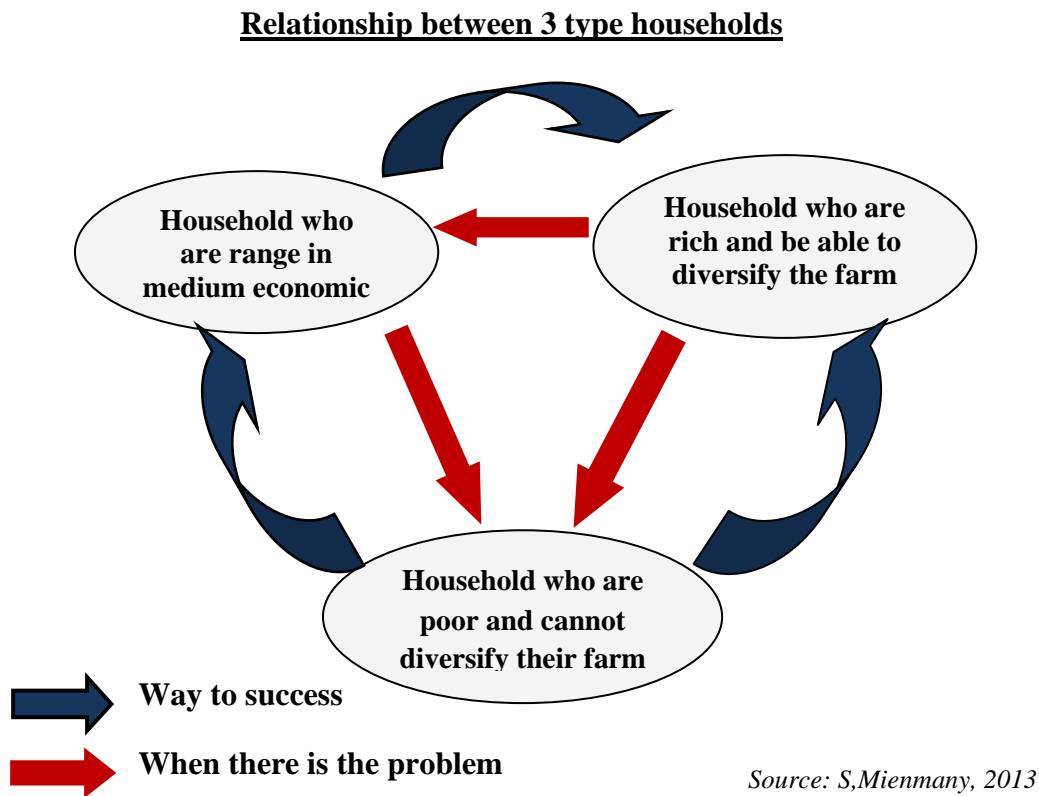 Relationship between 3 type households
Household who
are range in
medium economic
Household who are
rich and be able to
diversify the farm
Household who are
poor and cannot
diversify their farm
Way to success
When there is the problem
Source: S,Mienmany, 2013